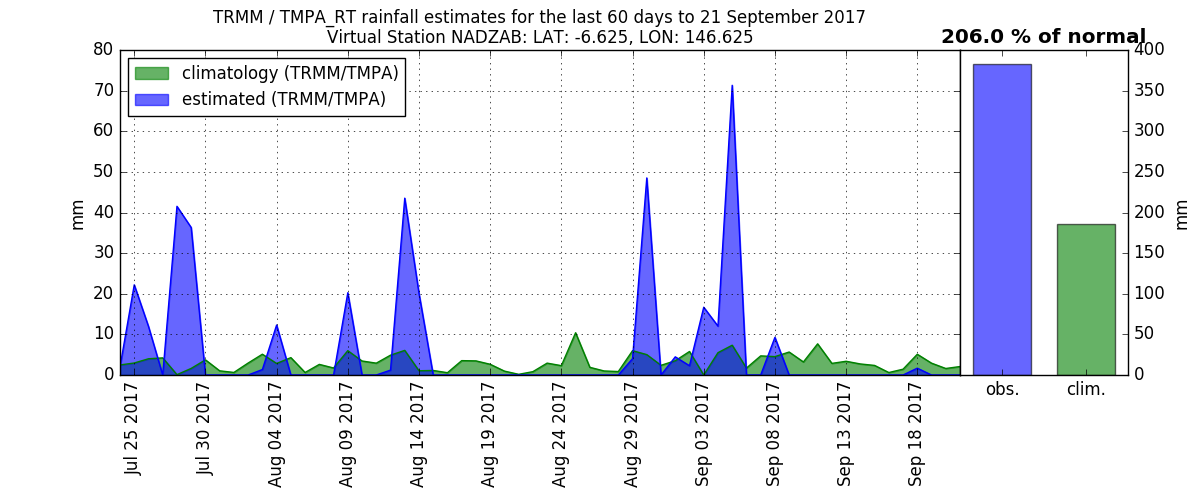 TRMM / TMPA_RT rainfall estimates for the last 60 days to 21 September 2017
Virtual Station NADZAB: LAT: -6.625, LON: 146.625
206.0 % of normal
climatology (TRMM/TMPA)
estimated (TRMM/TMPA)
mm
80
70
60
50
40
30
20
10
0
Jul 25 2017
Jul 30 2017
Aug 04 2017
Aug 09 2017
Aug 14 2017
Aug 19 2017
Aug 24 2017
Aug 29 2017
Sep 03 2017
Sep 08 2017
Sep 13 2017
Sep 18 2017
400
350
300
250
200
150
100
50
0
mm
obs.
clim.